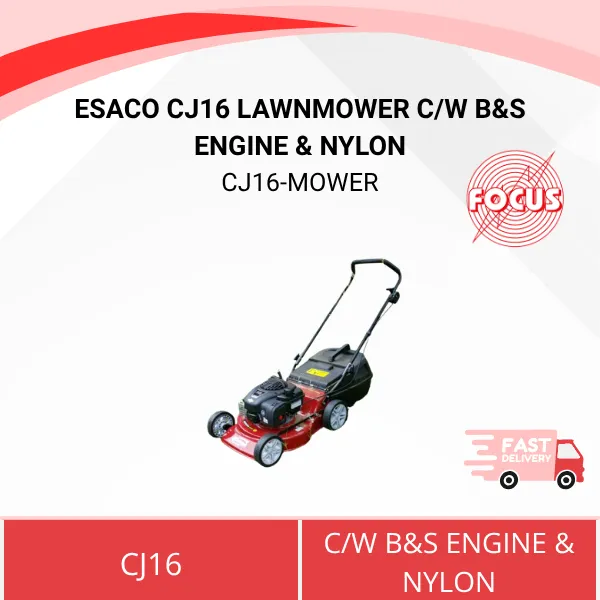 ESACO CJ16 LAWNMOWER C/W B&S
ENGINE & NYLON
CJ16-MOWER
FOCUS
FAST
DELIVERY
CJ16
C/W B&S ENGINE &
NYLON